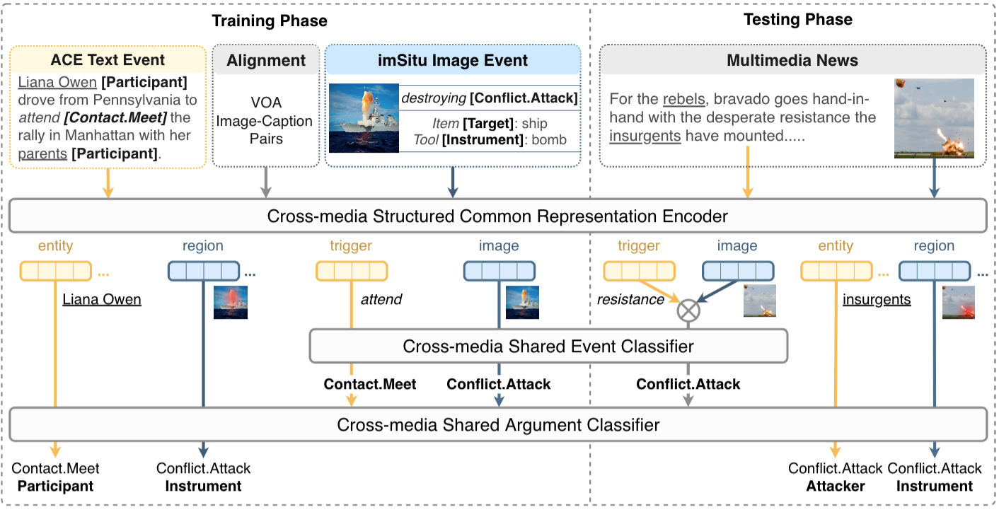 Training Phase
Testing Phase
ACE Text Event
Liana Owen [Participant]
drove from Pennsylvania to
attend [Contact.Meet] the
rally in Manhattan with her
parents [Participant].
Alignment
VOA
Image-Caption
Pairs
imSitu Image Event
destroying [Conflict.Attack]
Item [Target]: ship
Tool [Instrument]: bomb
Multimedia News
For the rebels, bravado goes hand-in-
hand with the desperate resistance the
insurgents have mounted.....
Cross-media Structured Common Representation Encoder
entity
region
trigger
image
trigger
image
entity
region
...
...
...
...
Liana Owen
attend
resistance
insurgents
Cross-media Shared Event Classifier
Contact.Meet
Conflict.Attack
Conflict.Attack
Cross-media Shared Argument Classifier
Contact.Meet
Participant
Conflict.Attack
Instrument
Conflict.Attack
Attacker
Conflict.Attack
Instrument